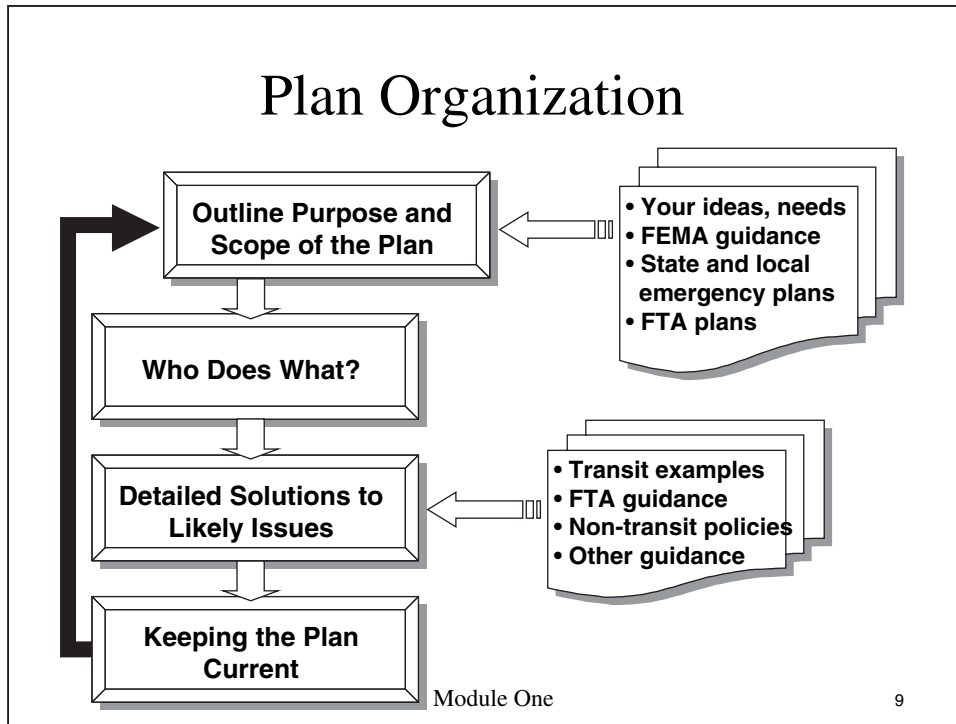 Plan Organization
Outline Purpose and
Scope of the Plan
• Your ideas, needs
• FEMA guidance
• State and local
emergency plans
• FTA plans
Who Does What?
Detailed Solutions to
Likely Issues
• Transit examples
• FTA guidance
• Non-transit policies
• Other guidance
Keeping the Plan
Current
Module One
9